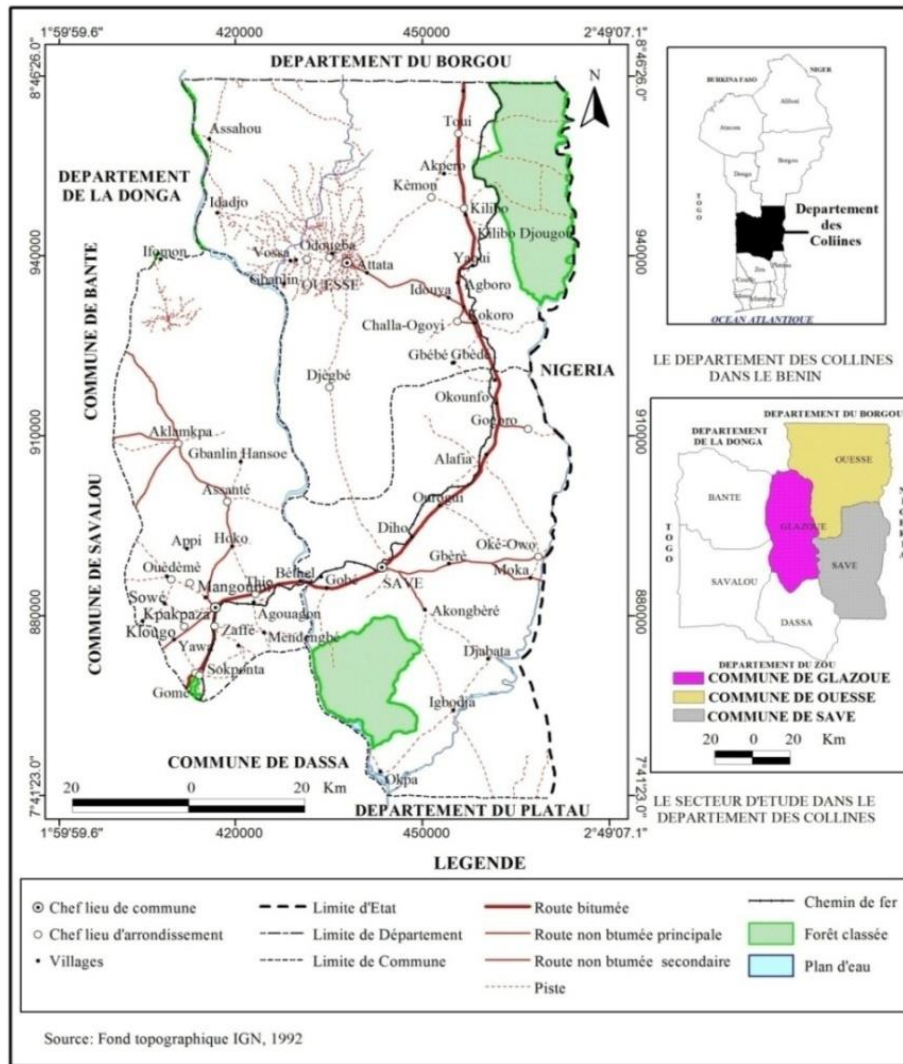 1°59'59.6"
420000
450000
2°49'07.1"
8°46'26.0"
8°46'26.0"
DEPARTEMENT DU BORGOU
N
Toui
Assahou
Akpero
DEPARTEMENT
DE LA DONGA
Kèmon
Idadjo
Kilibo
Kilibo Djougou
Odougba
Ifomon
Vossa
Attata
Yaoui
940000
940000
Gbanlin
OUESSE
Agboro
Idouya
Kokoro
Challa-Ogoyi
COMMUNE DE BANTE
Gbébé
Gbédé
NIGERIA
Djègbé
Okounfo
Gogoro
910000
910000
Aklamkpa
Gbanlin Hansoe
Alafia
Assanté
Ourogui
COMMUNE DE SAVALOU
Diho
Hoko
Appi
Oké-Owo
Gbéré
Ouèdèmè
Béthel
Thio
Mangoumi
Gobé
SAVE
Moka
Sowé
Kpakpaza
Agouagon
Akongbèrè
880000
880000
Klougo
Zaffé
Mendengbé
Yawa
Djabata
Sokponta
Gomé
Igbodja
COMMUNE DE DASSA
Okpa
20 0 20 Km
DEPARTEMENT DU PLATAU
7°41'23.0"
7°41'23.0"
1°59'59.6"
420000
450000
2°49'07.1"
BURKINA FASO
NIGER
Alibori
Atacora
Borgou
Donga
TOGO
Departement
des
Coliines
Zou
Plateau
OCEAN ATLANTIQUE
LE DEPARTEMENT DES COLLINES
DANS LE BENIN
DEPARTEMENT DU BORGOU
DEPARTEMENT
DE LA DONGA
OUESSE
BANTE
GLAZOUE
NIGERIA
TOGO
SAVE
SAVALOU
DASSA
DEPARTEMENT DU ZOU
COMMUNE DE GLAZOUE
COMMUNE DE OUESSE
COMMUNE DE SAVE
20 0 20 Km
LE SECTEUR D'ETUDE DANS LE
DEPARTEMENT DES COLLINES
LEGENDE
Chef lieu de commune
Chef lieu d'arrondissement
Villages
Limite d'Etat
Limite de Département
Limite de Commune
Route bitumée
Route non btumée principale
Route non btumée secondaire
Piste
Chemin de fer
Forêt classée
Plan d'eau
Source: Fond topographique IGN, 1992